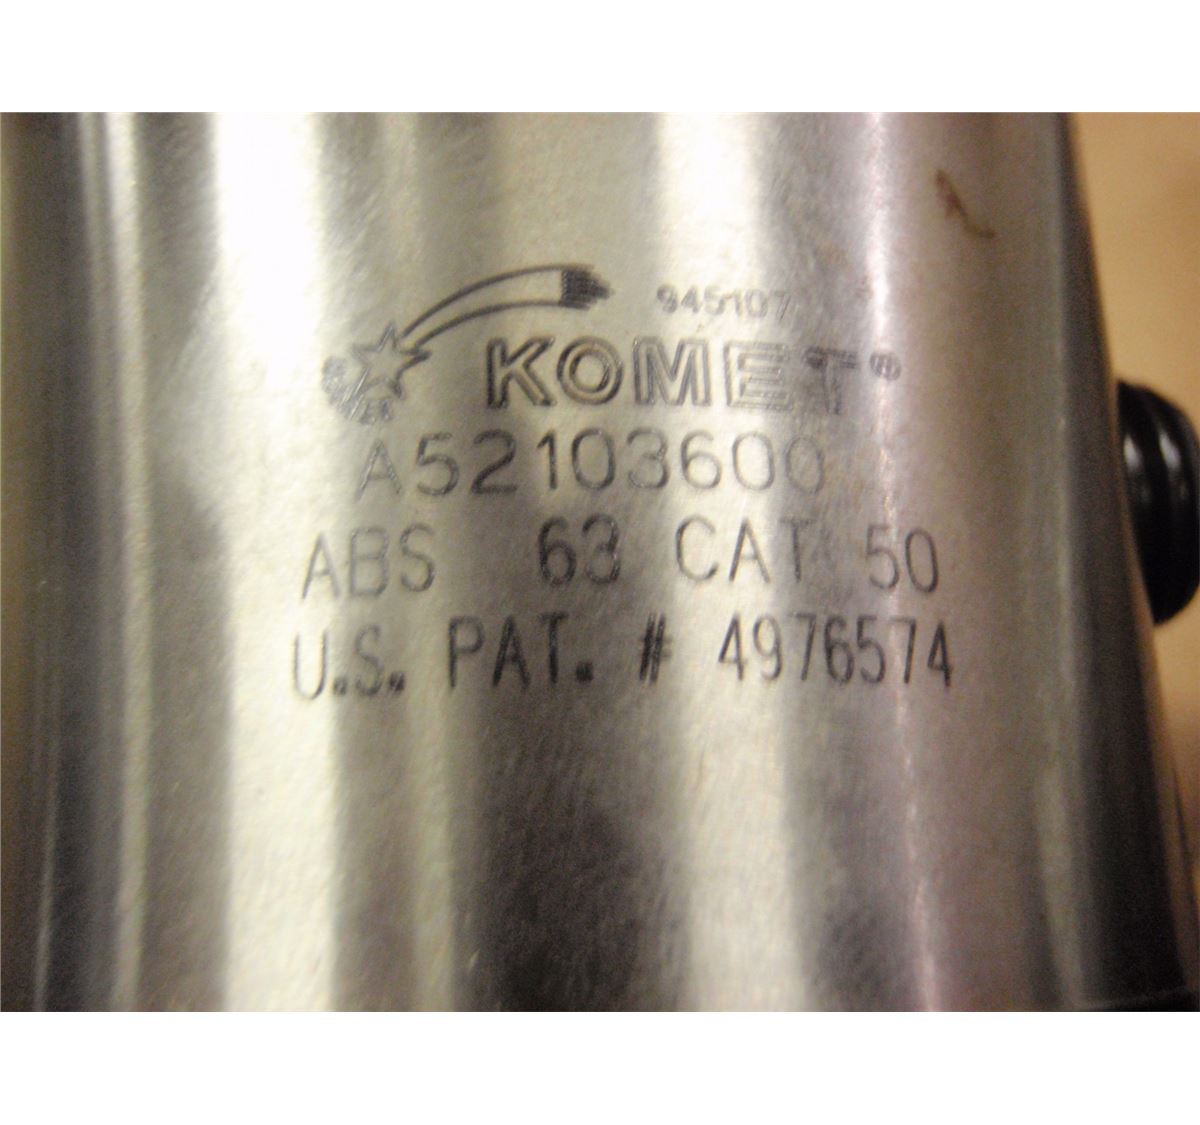 945107
KOMET®
A52103600
ABS 63 CAT 50
U.S. PAT. # 4976574